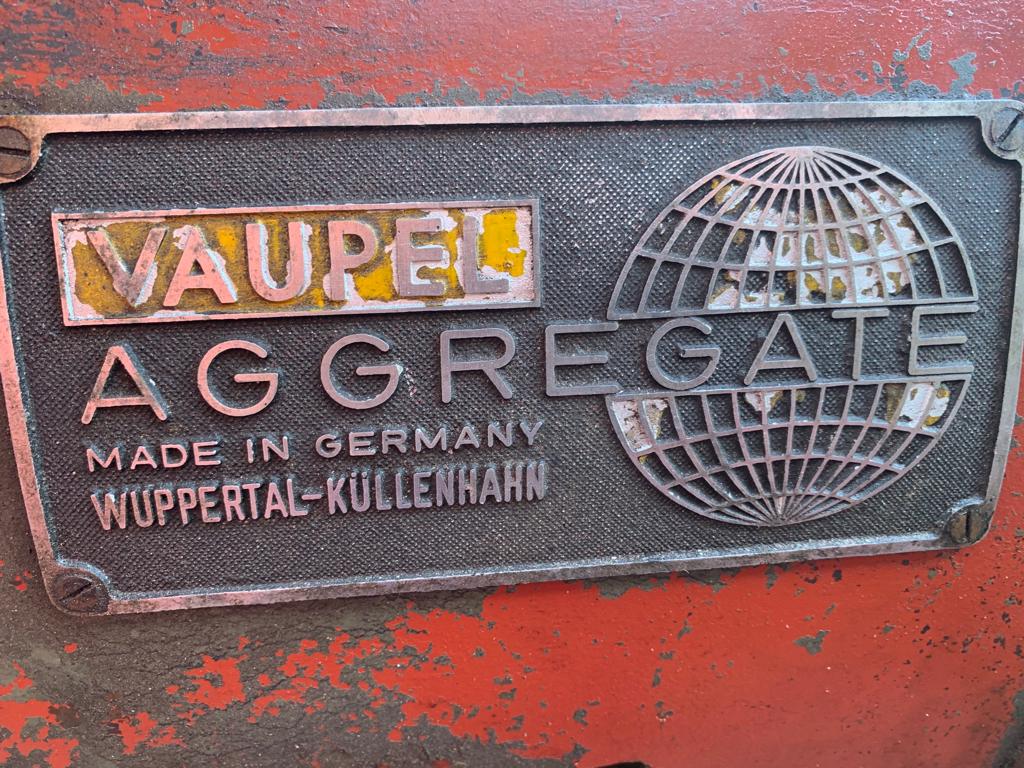 VAUPEL
AGGREGATE
MADE IN GERMANY
WUPPERTAL-KÜLLENHAHN